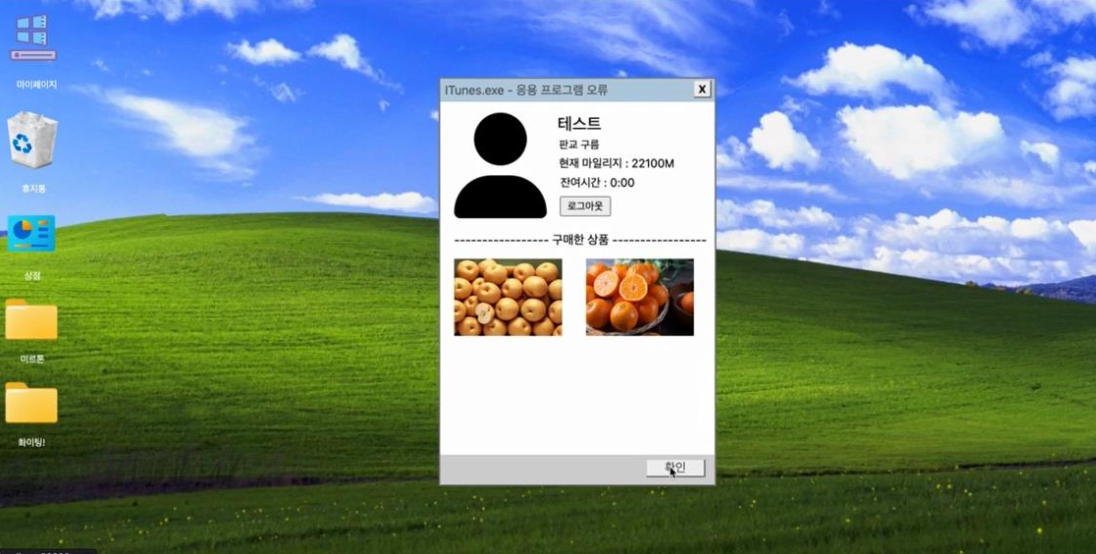 마이페이지
휴지통
상점
미르톤
화이팅!
ITunes.exe - 응용 프로그램 오류
X
테스트
판교 구름
현재 마일리지 : 22100M
잔여시간 : 0:00
로그아웃
----------------- 구매한 상품 -----------------
확인